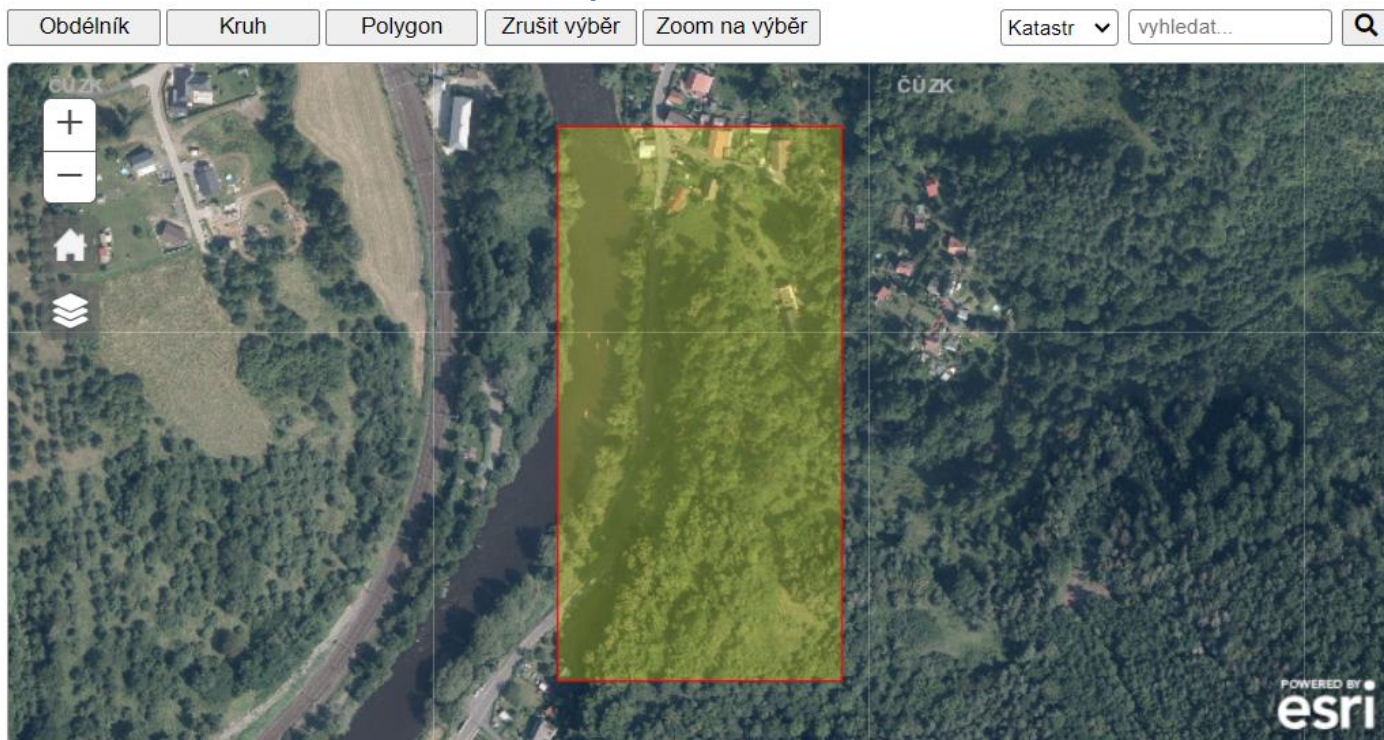 Obdélník Kruh Polygon Zrušit výběr Zoom na výběr Katastr vyhledat...
ČÚZK ČÚZK
+
−
POWERED BY
esri